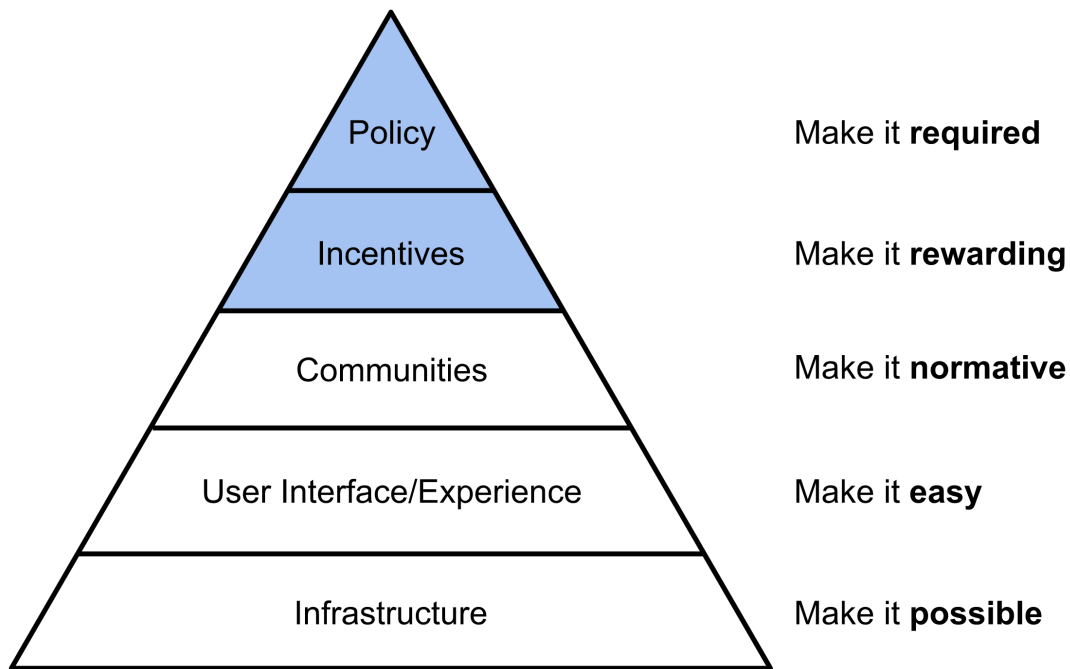 Policy Make it required
Incentives Make it rewarding
Communities Make it normative
User Interface/Experience Make it easy
Infrastructure Make it possible